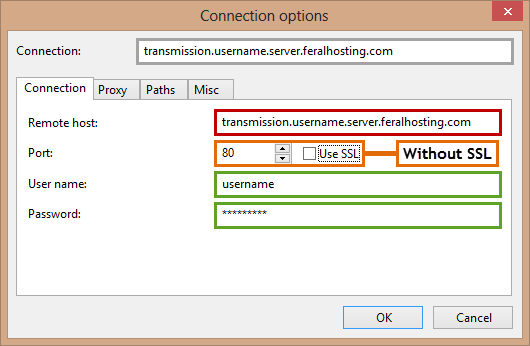 Connection options
Connection: transmission.username.server.feralhosting.com
Connection Proxy Paths Misc
Remote host: transmission.username.server.feralhosting.com
Port: 80 Use SSL Without SSL
User name: username
Password: *********
OK Cancel